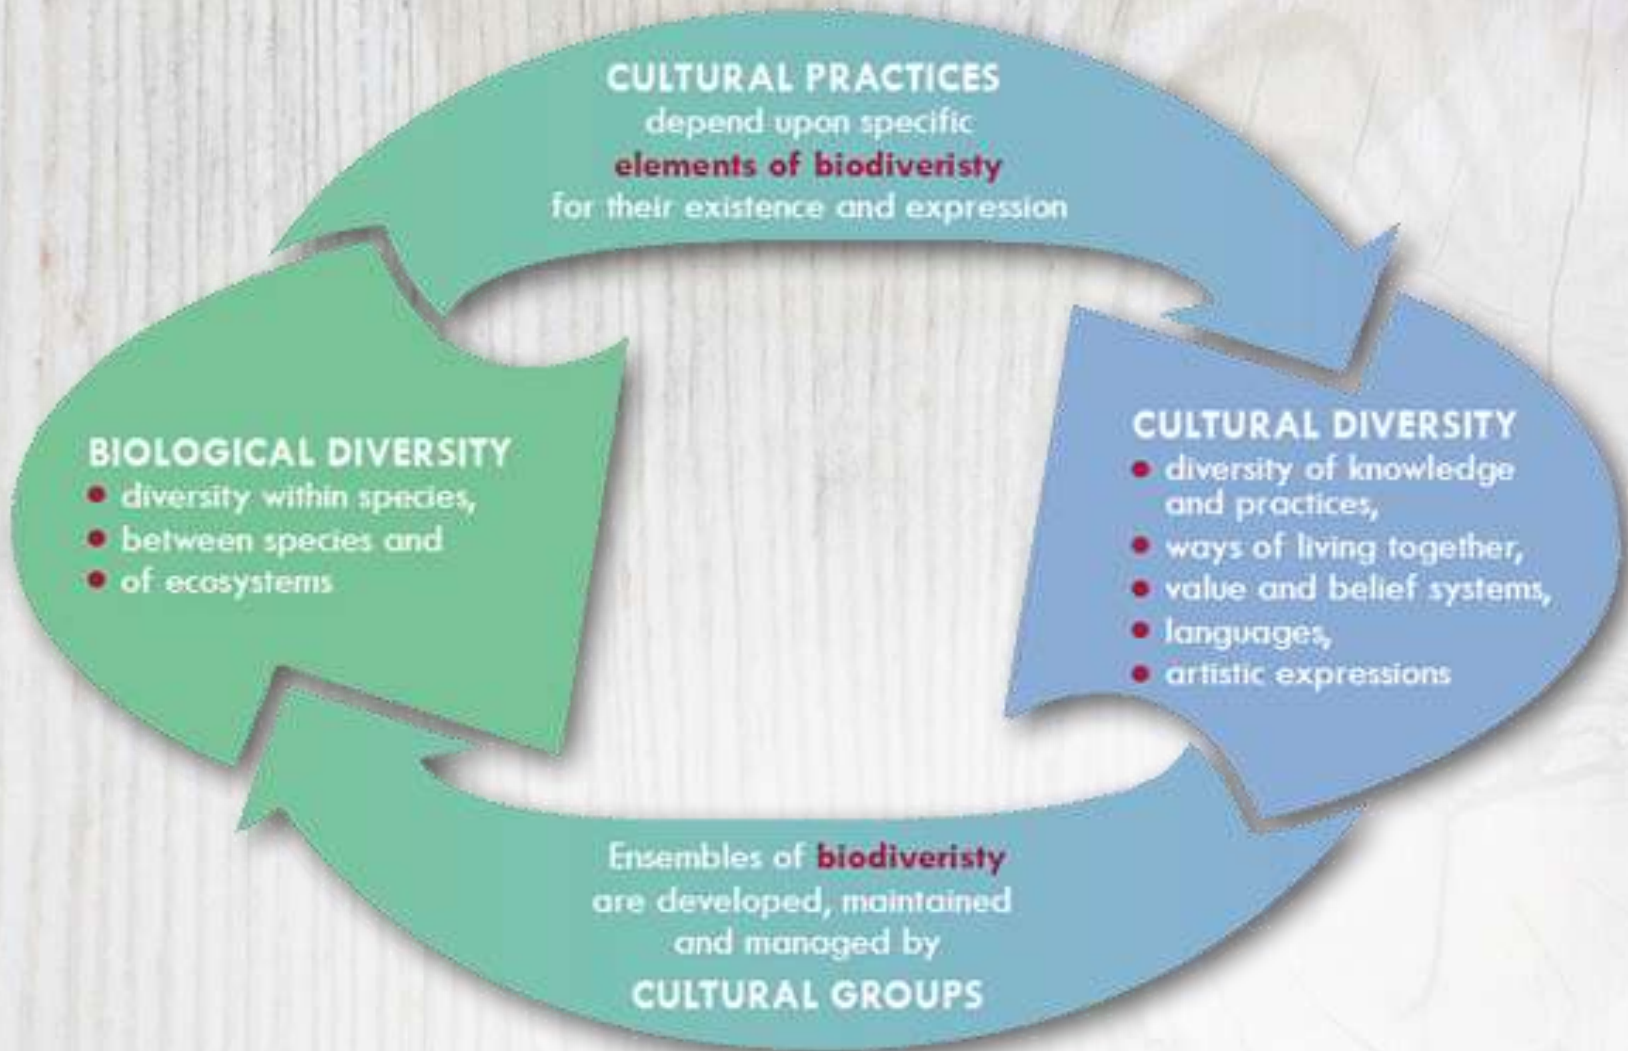 CULTURAL PRACTICES
depend upon specific
elements of biodiveristy
for their existence and expression
BIOLOGICAL DIVERSITY
• diversity within species,
• between species and
• of ecosystems
CULTURAL DIVERSITY
• diversity of knowledge
and practices,
• ways of living together,
• value and belief systems,
• languages,
• artistic expressions
Ensembles of biodiveristy
are developed, maintained
and managed by
CULTURAL GROUPS